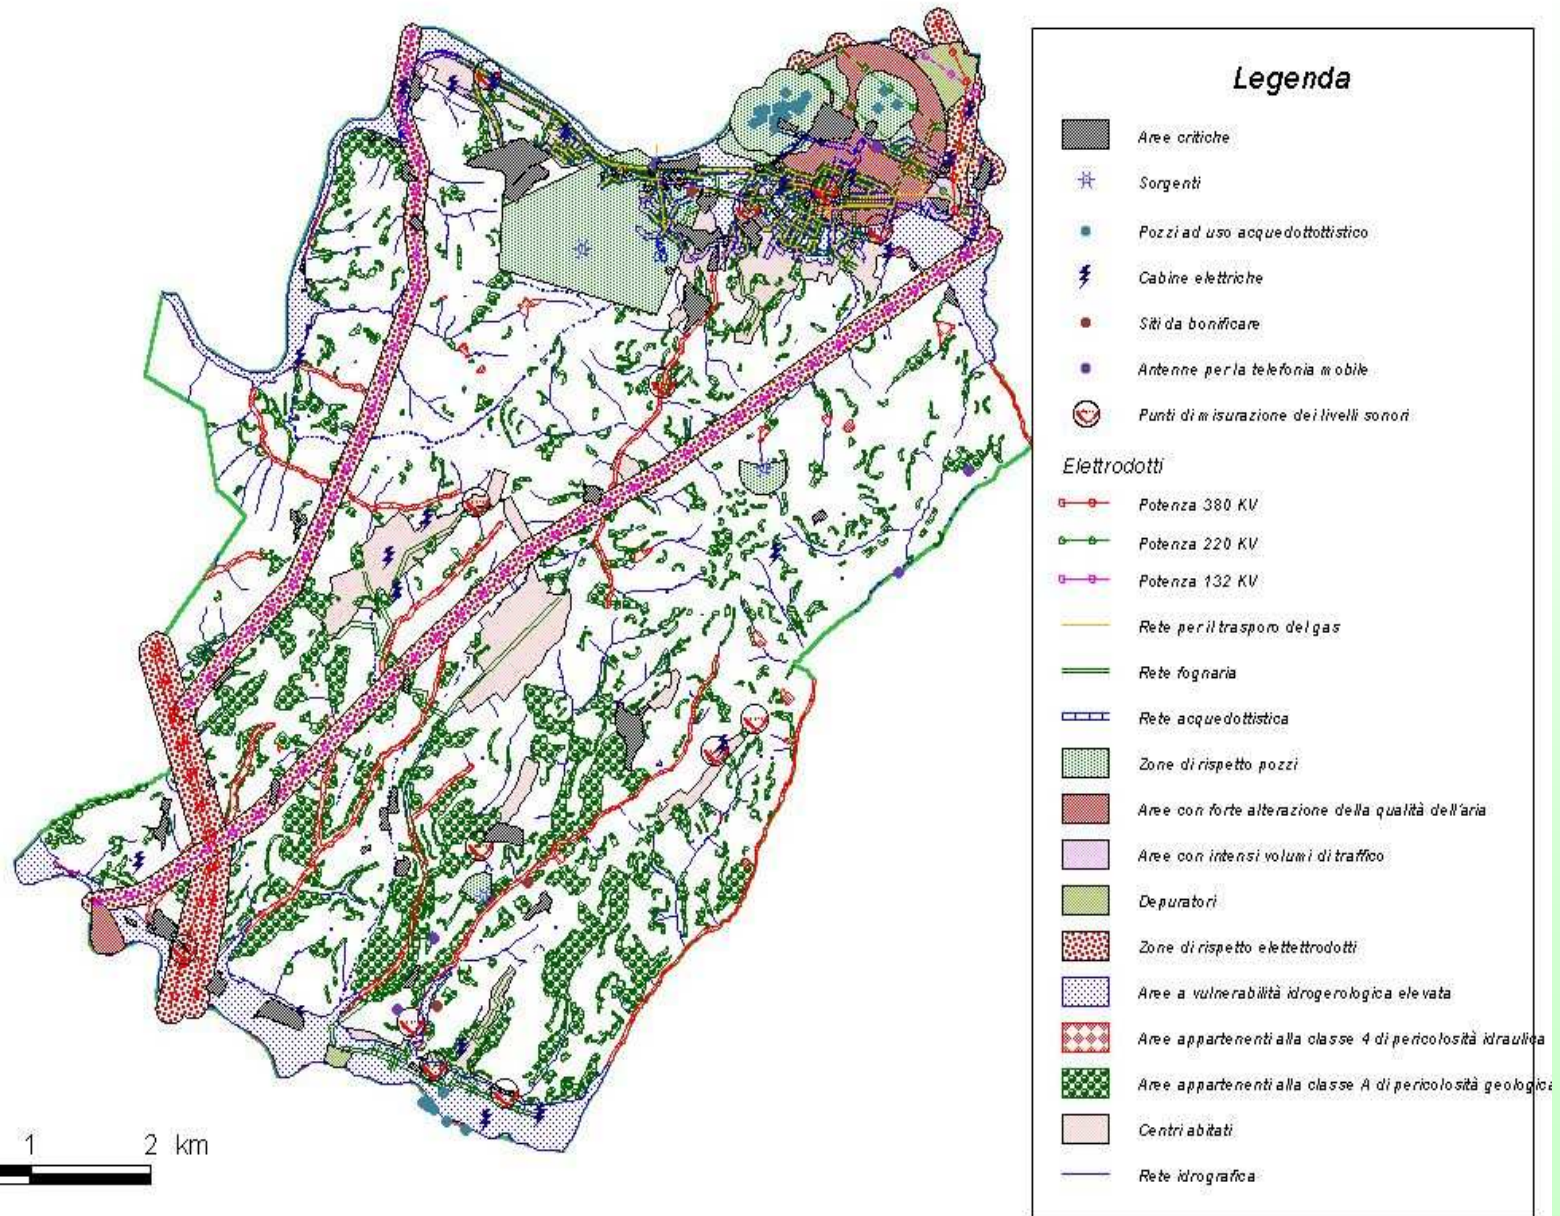 Legenda
Aree critiche
Sorgenti
Pozzi ad uso acquedottottistico
Cabine elettriche
Siti da bonificare
Antenne per la telefonia mobile
Punti di misurazione dei livelli sonori
Elettrodotti
Potenza 380 KV
Potenza 220 KV
Potenza 132 KV
Rete per il trasporo del gas
Rete fognaria
Rete acquedottistica
Zone di rispetto pozzi
Aree con forte alterazione della qualità dell'aria
Aree con intensi volumi di traffico
Depuratori
Zone di rispetto elettettrodotti
Aree a vulnerabilità idrogerologica elevata
Aree appartenenti alla classe 4 di pericolosità idraulica
Aree appartenenti alla classe A di pericolosità geologica
Centri abitati
Rete idrografica
1 2 km